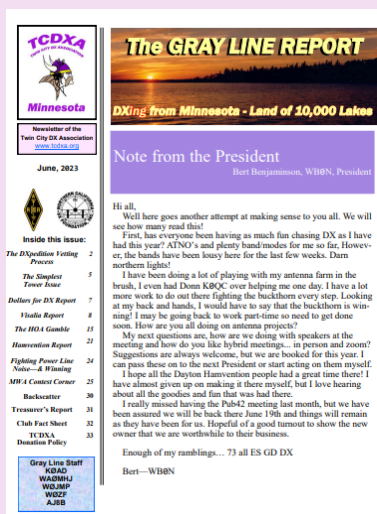 TCDXA
TWIN CITY DX ASSOCIATION
Minnesota
Newsletter of the
Twin City DX Association
www.tcdxa.org
June, 2023
Inside this issue:
The DXpedition Vetting 2
Process
The Simplest 5
Tower Issue
Dollars for DX Report 7
Visalia Report 8
The HOA Gamble 15
Hamvention Report 21
Fighting Power Line 24
Noise—& Winning
MWA Contest Corner 25
Backscatter 30
Treasurer's Report 31
Club Fact Sheet 32
TCDXA 33
Donation Policy
Gray Line Staff
KØAD
WAØMHJ
WØJMP
WØZF
AJ8B
The GRAY LINE REPORT
DXing from Minnesota - Land of 10,000 Lakes
Note from the President
Bert Benjaminson, WBØN, President
Hi all,
Well here goes another attempt at making sense to you all. We will
see how many read this!
First, has everyone been having as much fun chasing DX as I have
had this year? ATNO's and plenty band/modes for me so far, Howev-
er, the bands have been lousy here for the last few weeks. Darn
northern lights!
I have been doing a lot of playing with my antenna farm in the
brush, I even had Donn KØQC over helping me one day. I have a lot
more work to do out there fighting the buckthorn every step. Looking
at my back and hands, I would have to say that the buckthorn is win-
ning! I may be going back to work part-time so need to get done
soon. How are you all doing on antenna projects?
My next questions are, how are we doing with speakers at the
meeting and how do you like hybrid meetings... in person and zoom?
Suggestions are always welcome, but we are booked for this year. I
can pass these on to the next President or start acting on them myself.
I hope all the Dayton Hamvention people had a great time there! I
have almost given up on making it there myself, but I love hearing
about all the goodies and fun that was had there.
I really missed having the Pub42 meeting last month, but we have
been assured we will be back there June 19th and things will remain
as they have been for us. Hopeful of a good turnout to show the new
owner that we are worthwhile to their business.
Enough of my ramblings... 73 all ES GD DX
Bert—WBØN